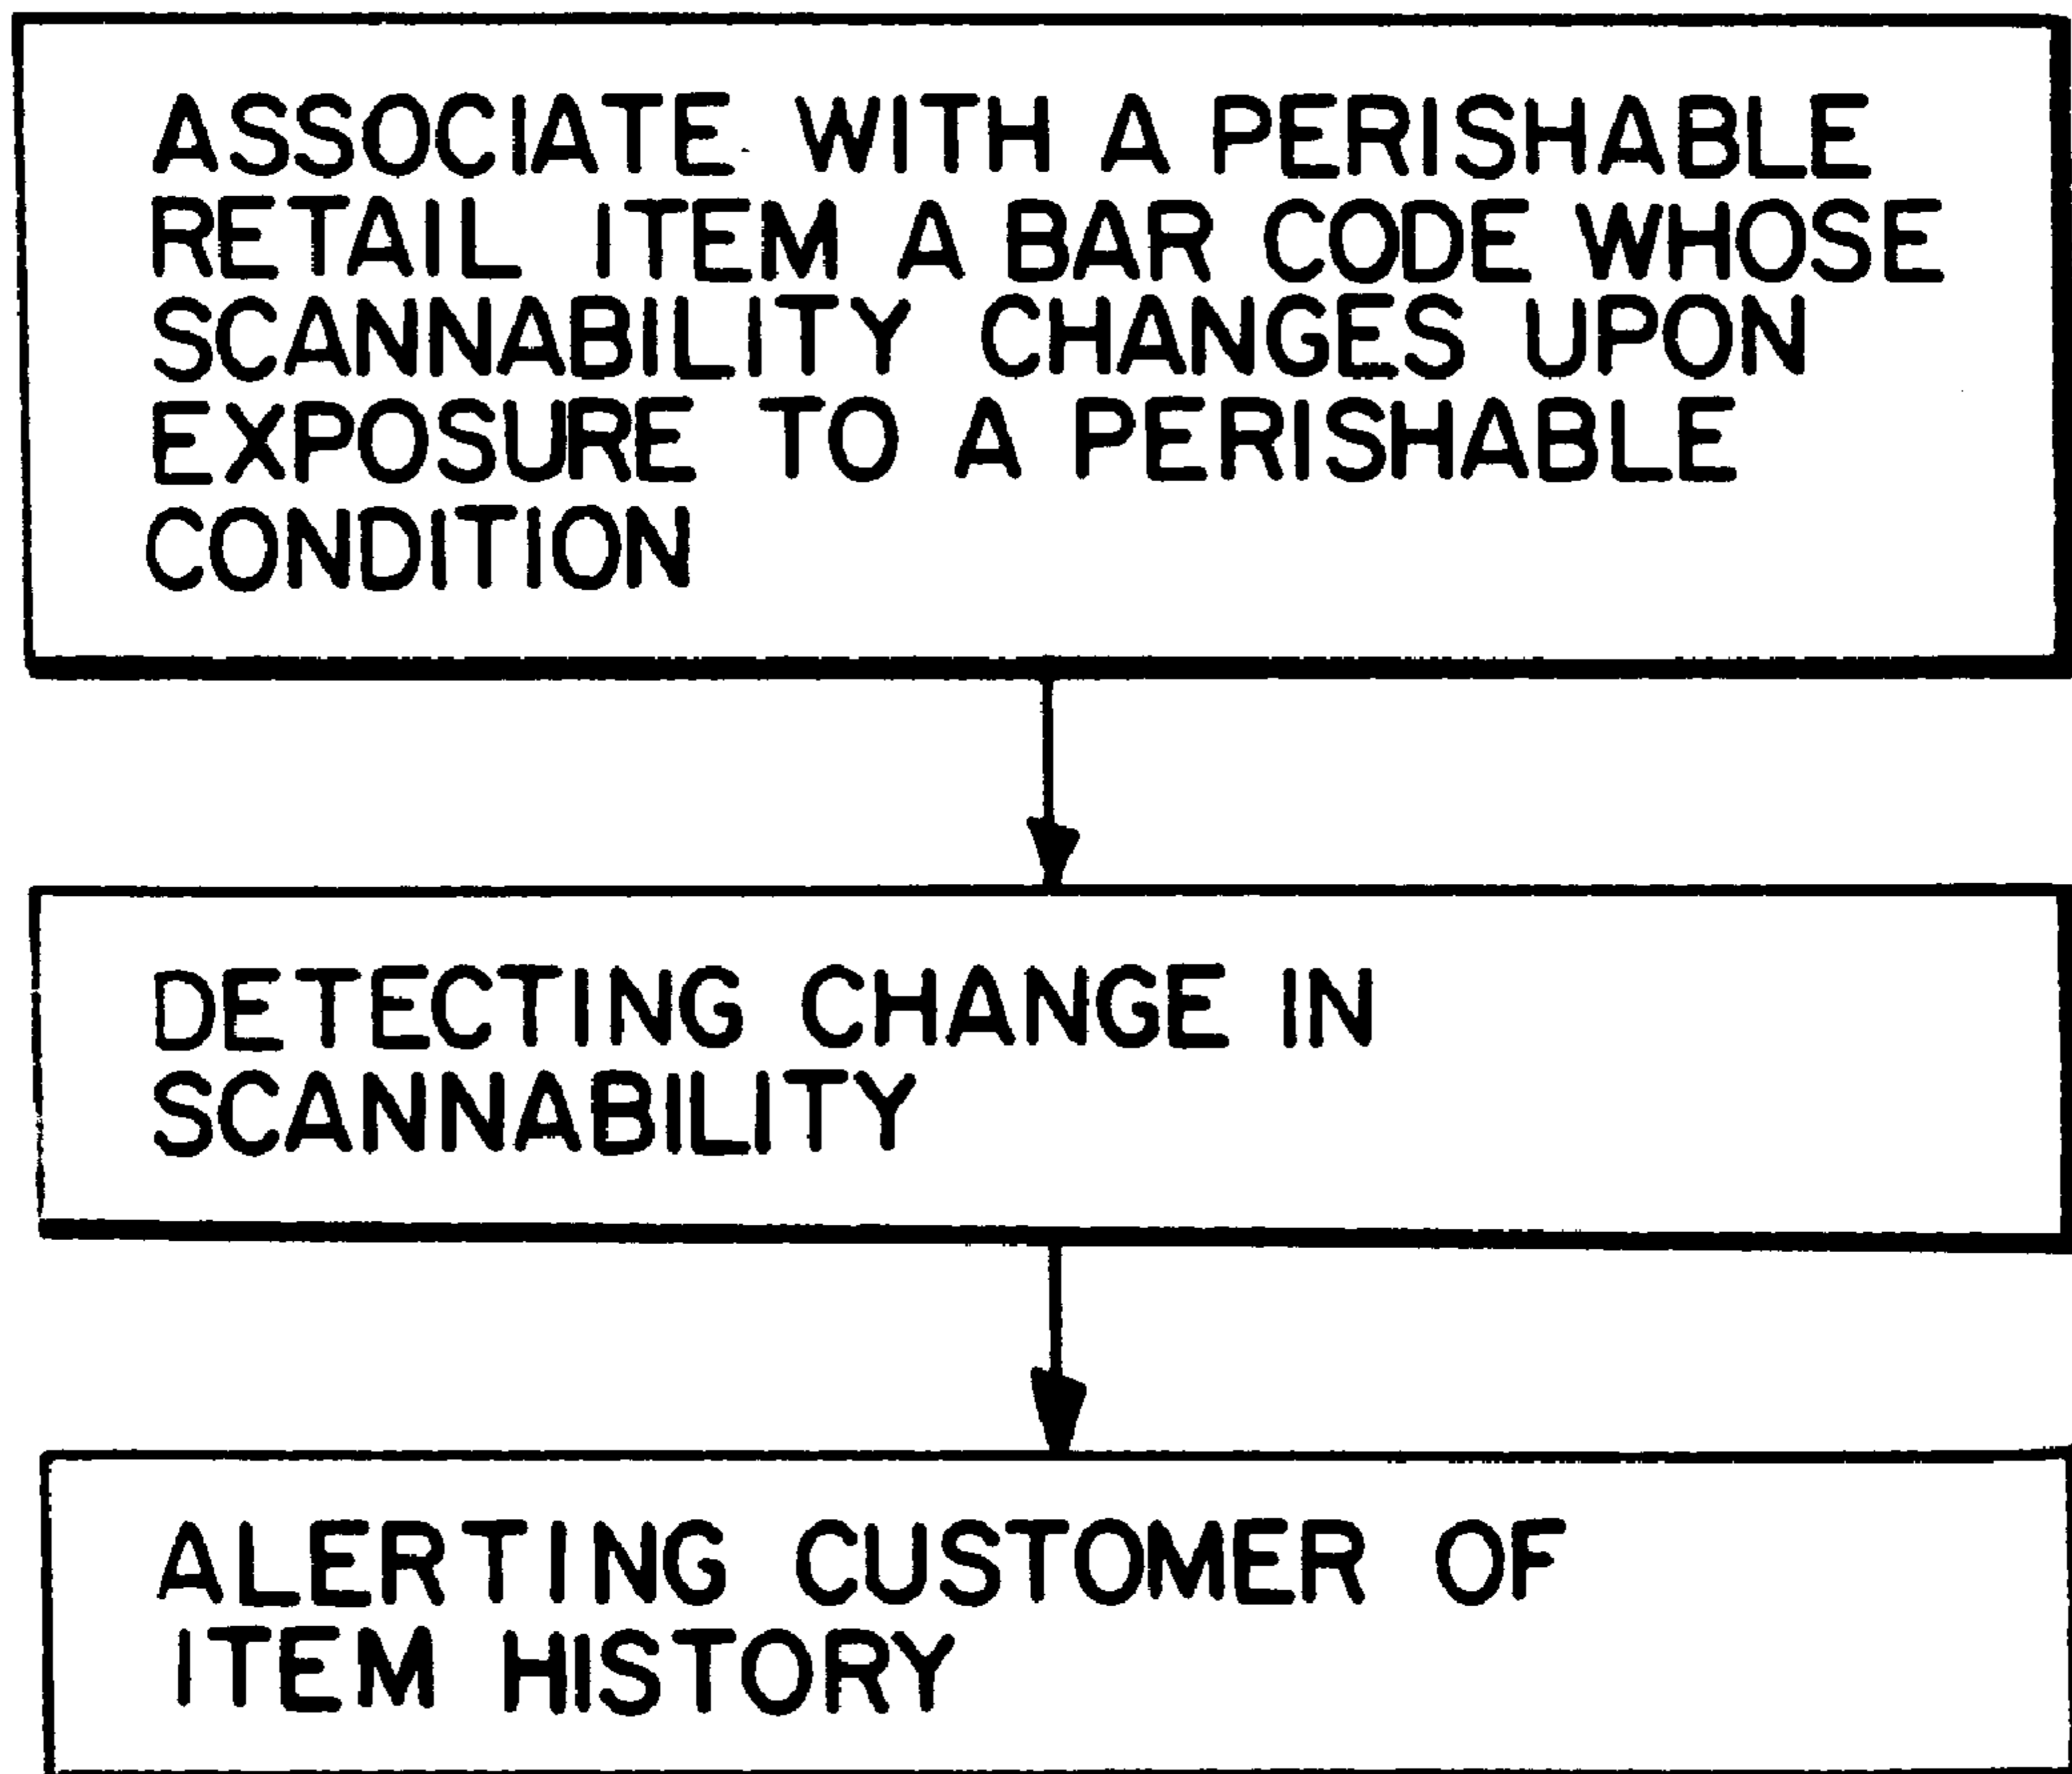 ASSOCIATE WITH A PERISHABLE
RETAIL ITEM A BAR CODE WHOSE
SCANNABILITY CHANGES UPON
EXPOSURE TO A PERISHABLE
CONDITION
DETECTING CHANGE IN
SCANNABILITY
ALERTING CUSTOMER OF
ITEM HISTORY